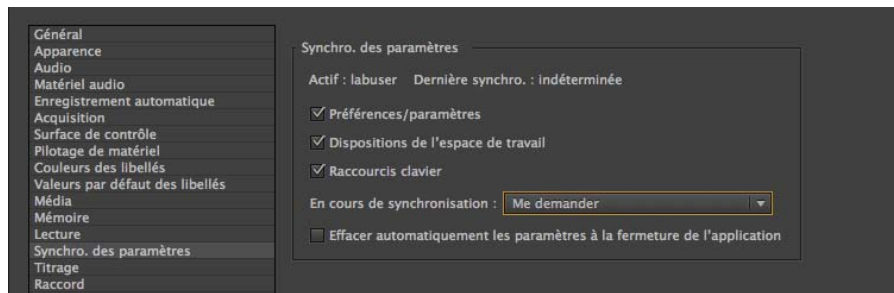 Général
Apparence
Audio
Matériel audio
Enregistrement automatique
Acquisition
Surface de contrôle
Pilotage de matériel
Couleurs des libellés
Valeurs par défaut des libellés
Média
Mémoire
Lecture
Synchro. des paramètres
Titrage
Raccord
Synchro. des paramètres
Actif : labuser Dernière synchro. : indéterminée
Préférences/paramètres
Dispositions de l'espace de travail
Raccourcis clavier
En cours de synchronisation : Me demander
Effacer automatiquement les paramètres à la fermeture de l'application